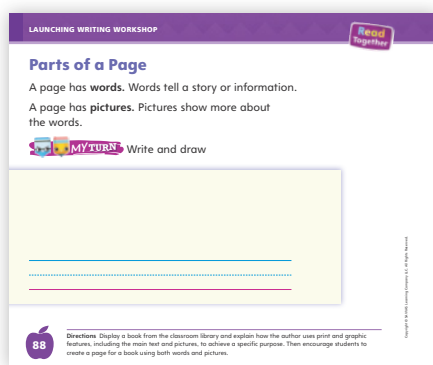 LAUNCHING WRITING WORKSHOP
Read
Together
Parts of a Page
A page has words. Words tell a story or information.
A page has pictures. Pictures show more about
the words.
MY TURN Write and draw
88
Directions Display a book from the classroom library and explain how the author uses print and graphic
features, including the main text and pictures, to achieve a specific purpose. Then encourage students to
create a page for a book using both words and pictures.